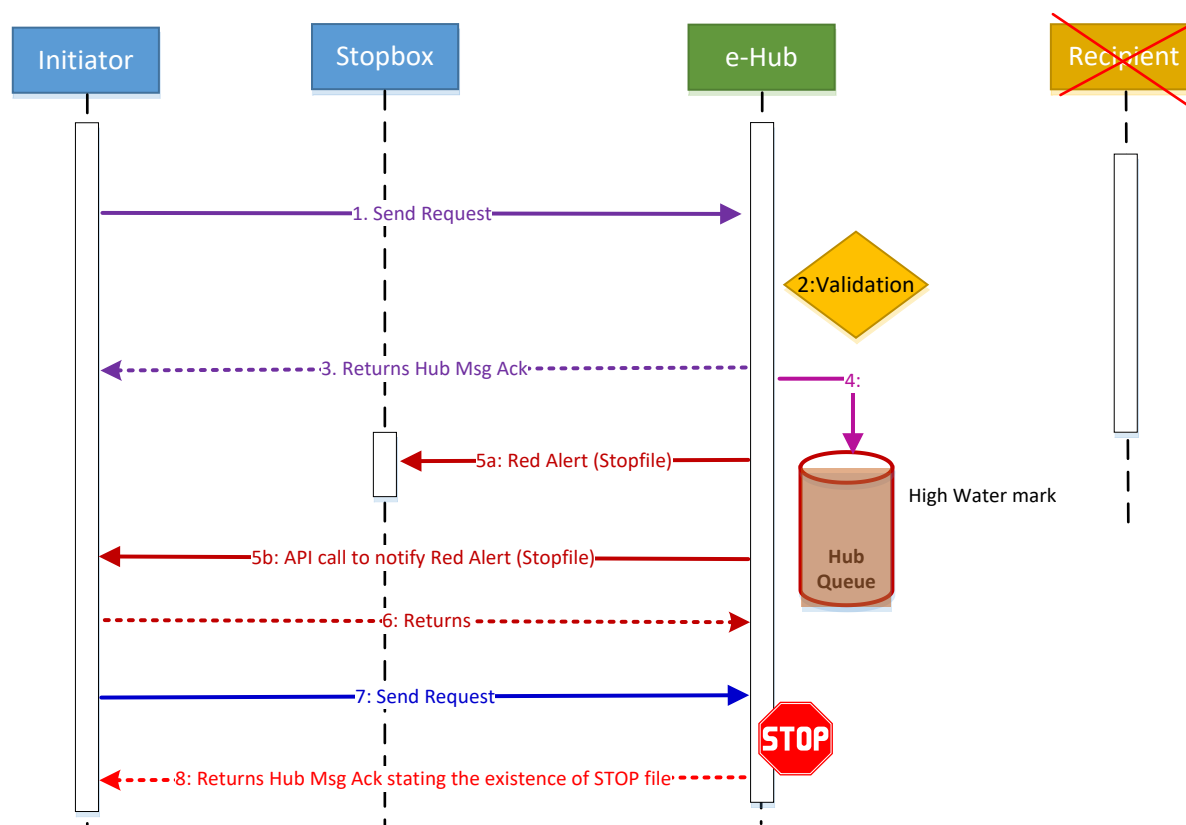 Initiator
Stopbox
e-Hub
Recipient
1. Send Request
2:Validation
3. Returns Hub Msg Ack
4:
5a: Red Alert (Stopfile)
High Water mark
Hub
Queue
5b: API call to notify Red Alert (Stopfile)
6: Returns
7: Send Request
STOP
8: Returns Hub Msg Ack stating the existence of STOP file